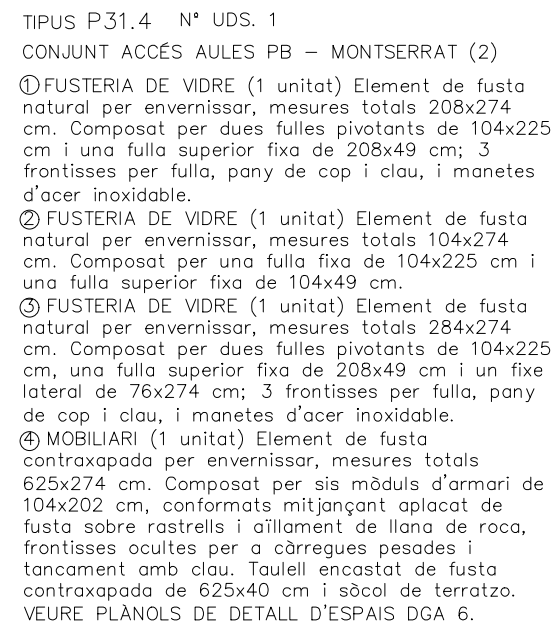 TIPUS P31.4 Nº UDS. 1
CONJUNT ACCÉS AULES PB – MONTSERRAT (2)
① FUSTERIA DE VIDRE (1 unitat) Element de fusta
natural per envernissar, mesures totals 208x274
cm. Composat per dues fulles pivotants de 104x225
cm i una fulla superior fixa de 208x49 cm; 3
frontisses per fulla, pany de cop i clau, i manetes
d'acer inoxidable.
② FUSTERIA DE VIDRE (1 unitat) Element de fusta
natural per envernissar, mesures totals 104x274
cm. Composat per una fulla fixa de 104x225 cm i
una fulla superior fixa de 104x49 cm.
③ FUSTERIA DE VIDRE (1 unitat) Element de fusta
natural per envernissar, mesures totals 284x274
cm. Composat per dues fulles pivotants de 104x225
cm, una fulla superior fixa de 208x49 cm i un fixe
lateral de 76x274 cm; 3 frontisses per fulla, pany
de cop i clau, i manetes d'acer inoxidable.
④ MOBILIARI (1 unitat) Element de fusta
contraxapada per envernissar, mesures totals
625x274 cm. Composat per sis mòduls d'armari de
104x202 cm, conformats mitjançant aplacat de
fusta sobre rastrells i aïllament de llana de roca,
frontisses ocultes per a càrregues pesades i
tancament amb clau. Taulell encastat de fusta
contraxapada de 625x40 cm i sòcol de terratzo.
VEURE PLÀNOLS DE DETALL D'ESPAIS DGA 6.